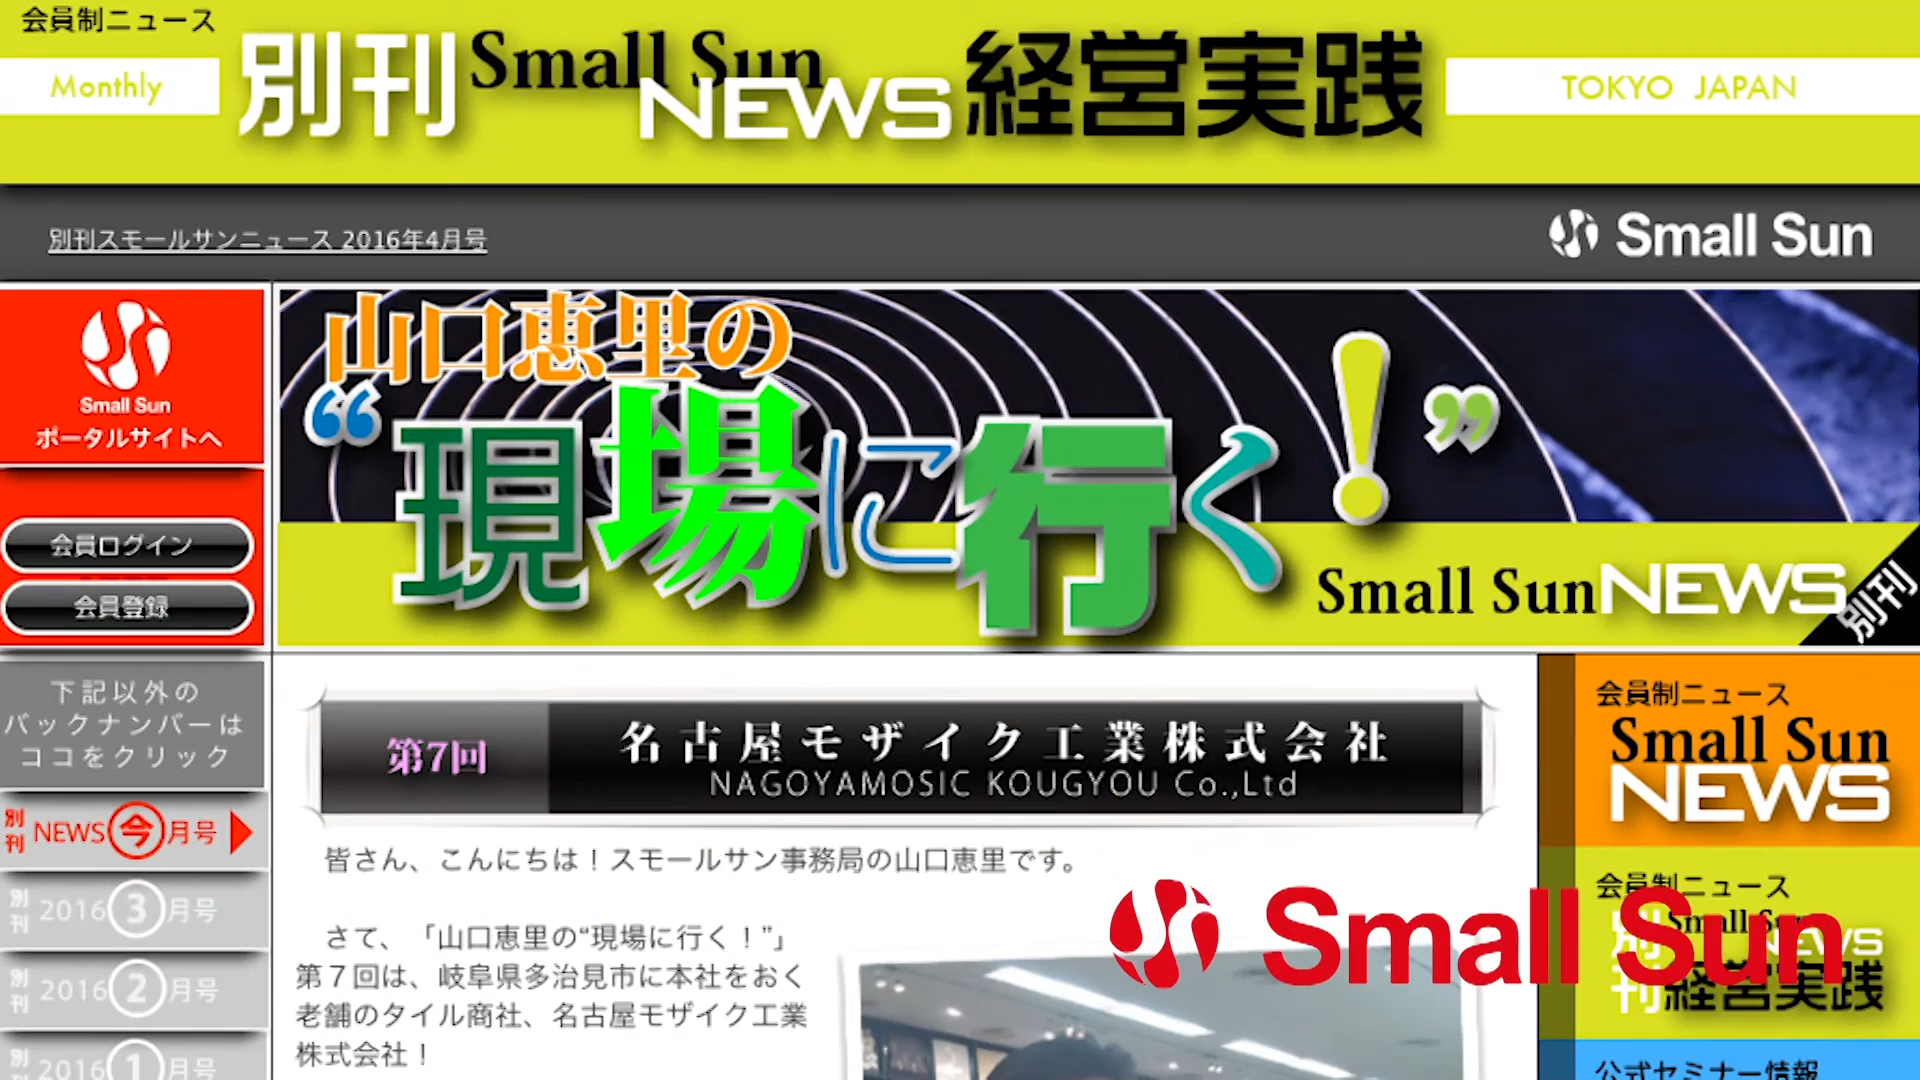 会員制ニュース
Monthly
別刊 Small Sun NEWS 経営実践
TOKYO JAPAN
別刊スモールサンニュース 2016年4月号
Small Sun
Small Sun
ポータルサイトへ
会員ログイン
会員登録
下記以外の
バックナンバーは
ココをクリック
別刊 NEWS 今月号
別刊 2016 3月号
別刊 2016 2月号
別刊 2016 1月号
山口恵里の
“現場に行く！”
Small Sun NEWS
別刊
第7回
名古屋モザイク工業株式会社
NAGOYAMOSIC KOUGYOU Co.,Ltd
皆さん、こんにちは！スモールサン事務局の山口恵里です。
さて、「山口恵里の“現場に行く！”」
第７回は、岐阜県多治見市に本社をおく
老舗のタイル商社、名古屋モザイク工業
株式会社！
会員制ニュース
Small Sun
NEWS
会員制ニュース
別刊 Small Sun NEWS
経営実践
公式セミナー情報
Small Sun